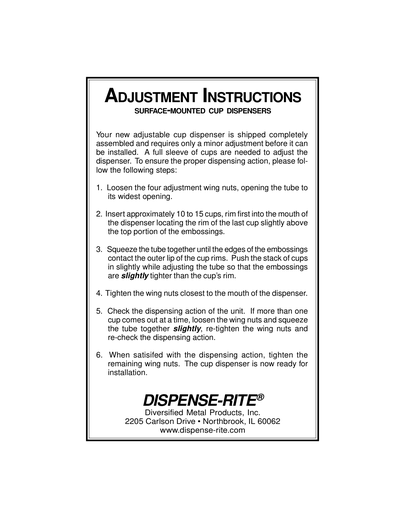 ADJUSTMENT INSTRUCTIONS
SURFACE-MOUNTED CUP DISPENSERS
Your new adjustable cup dispenser is shipped completely
assembled and requires only a minor adjustment before it can
be installed. A full sleeve of cups are needed to adjust the
dispenser. To ensure the proper dispensing action, please fol-
low the following steps:
1. Loosen the four adjustment wing nuts, opening the tube to
its widest opening.
2. Insert approximately 10 to 15 cups, rim first into the mouth of
the dispenser locating the rim of the last cup slightly above
the top portion of the embossings.
3. Squeeze the tube together until the edges of the embossings
contact the outer lip of the cup rims. Push the stack of cups
in slightly while adjusting the tube so that the embossings
are slightly tighter than the cup's rim.
4. Tighten the wing nuts closest to the mouth of the dispenser.
5. Check the dispensing action of the unit. If more than one
cup comes out at a time, loosen the wing nuts and squeeze
the tube together slightly, re-tighten the wing nuts and
re-check the dispensing action.
6. When satisifed with the dispensing action, tighten the
remaining wing nuts. The cup dispenser is now ready for
installation.
DISPENSE-RITE®
Diversified Metal Products, Inc.
2205 Carlson Drive • Northbrook, IL 60062
www.dispense-rite.com